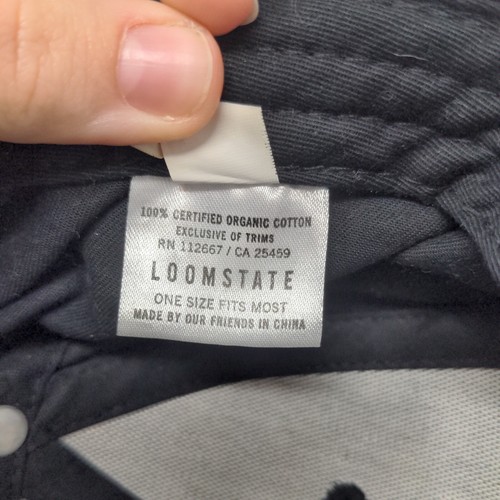 100% CERTIFIED ORGANIC COTTON
EXCLUSIVE OF TRIMS
RN 112667 / CA 25459
LOOMSTATE
ONE SIZE FITS MOST
MADE BY OUR FRIENDS IN CHINA